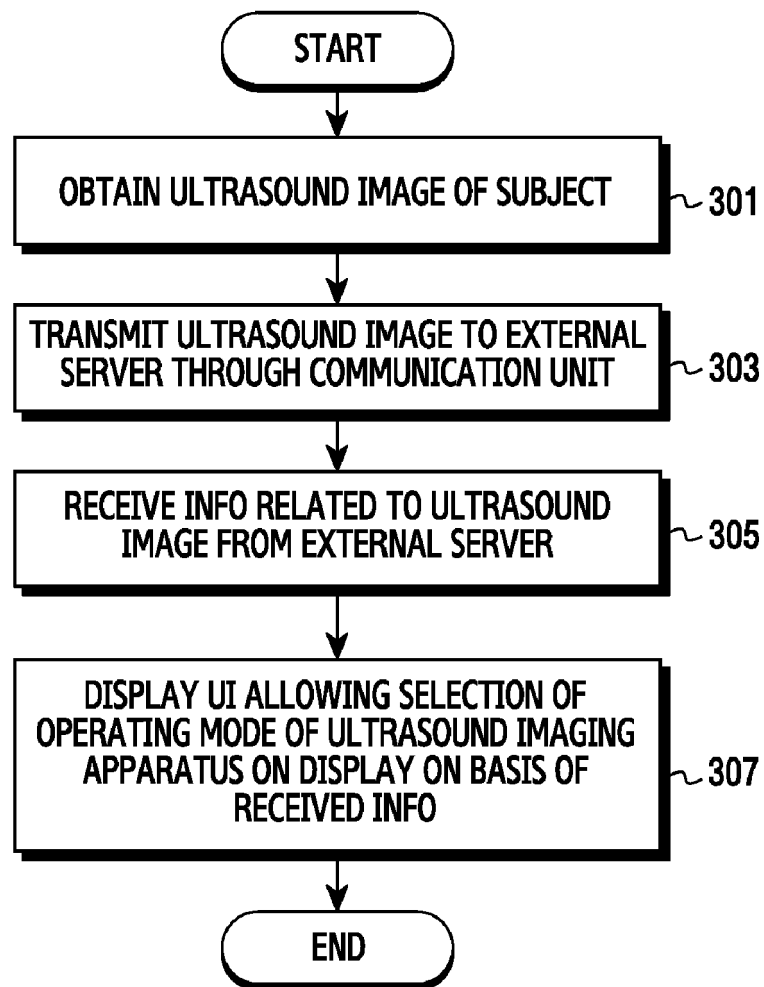 START
OBTAIN ULTRASOUND IMAGE OF SUBJECT
301
TRANSMIT ULTRASOUND IMAGE TO EXTERNAL
SERVER THROUGH COMMUNICATION UNIT
303
RECEIVE INFO RELATED TO ULTRASOUND
IMAGE FROM EXTERNAL SERVER
305
DISPLAY UI ALLOWING SELECTION OF
OPERATING MODE OF ULTRASOUND IMAGING
APPARATUS ON DISPLAY ON BASIS OF
RECEIVED INFO
307
END